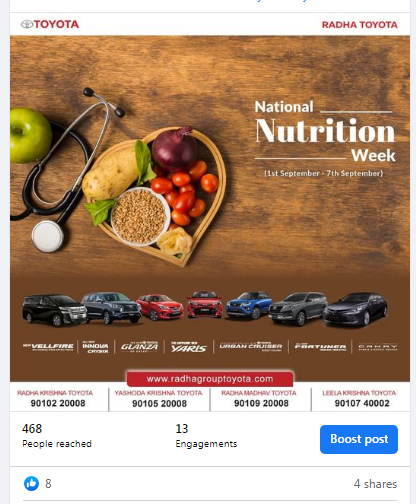 TOYOTA
RADHA TOYOTA
National
Nutrition
Week
(1st September - 7th September)
NEW VELLFIRE
INNOVA
CRYSTA
GLANZA
YARIS
URBAN CRUISER
FORTUNER
CAMRY
www.radhagrouptoyota.com
RADHA KRISHNA TOYOTA
90102 20008
YASHODA KRISHNA TOYOTA
90105 20008
RADHA MADHAV TOYOTA
90109 20008
LEELA KRISHNA TOYOTA
90107 40002
468
People reached
13
Engagements
Boost post
8
4 shares